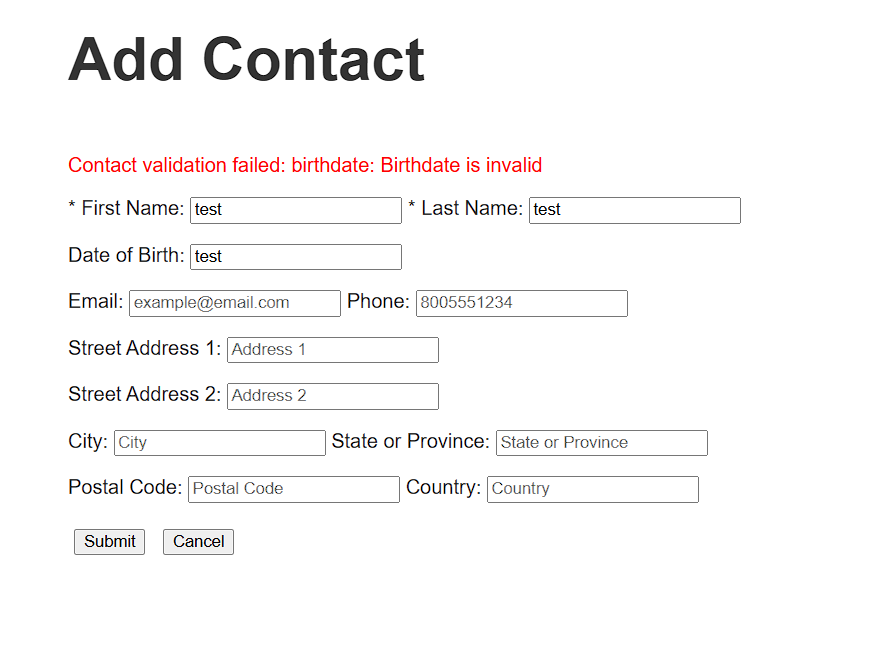 Add Contact
Contact validation failed: birthdate: Birthdate is invalid
* First Name: test * Last Name: test
Date of Birth: test
Email: example@email.com Phone: 8005551234
Street Address 1: Address 1
Street Address 2: Address 2
City: City State or Province: State or Province
Postal Code: Postal Code Country: Country
Submit Cancel